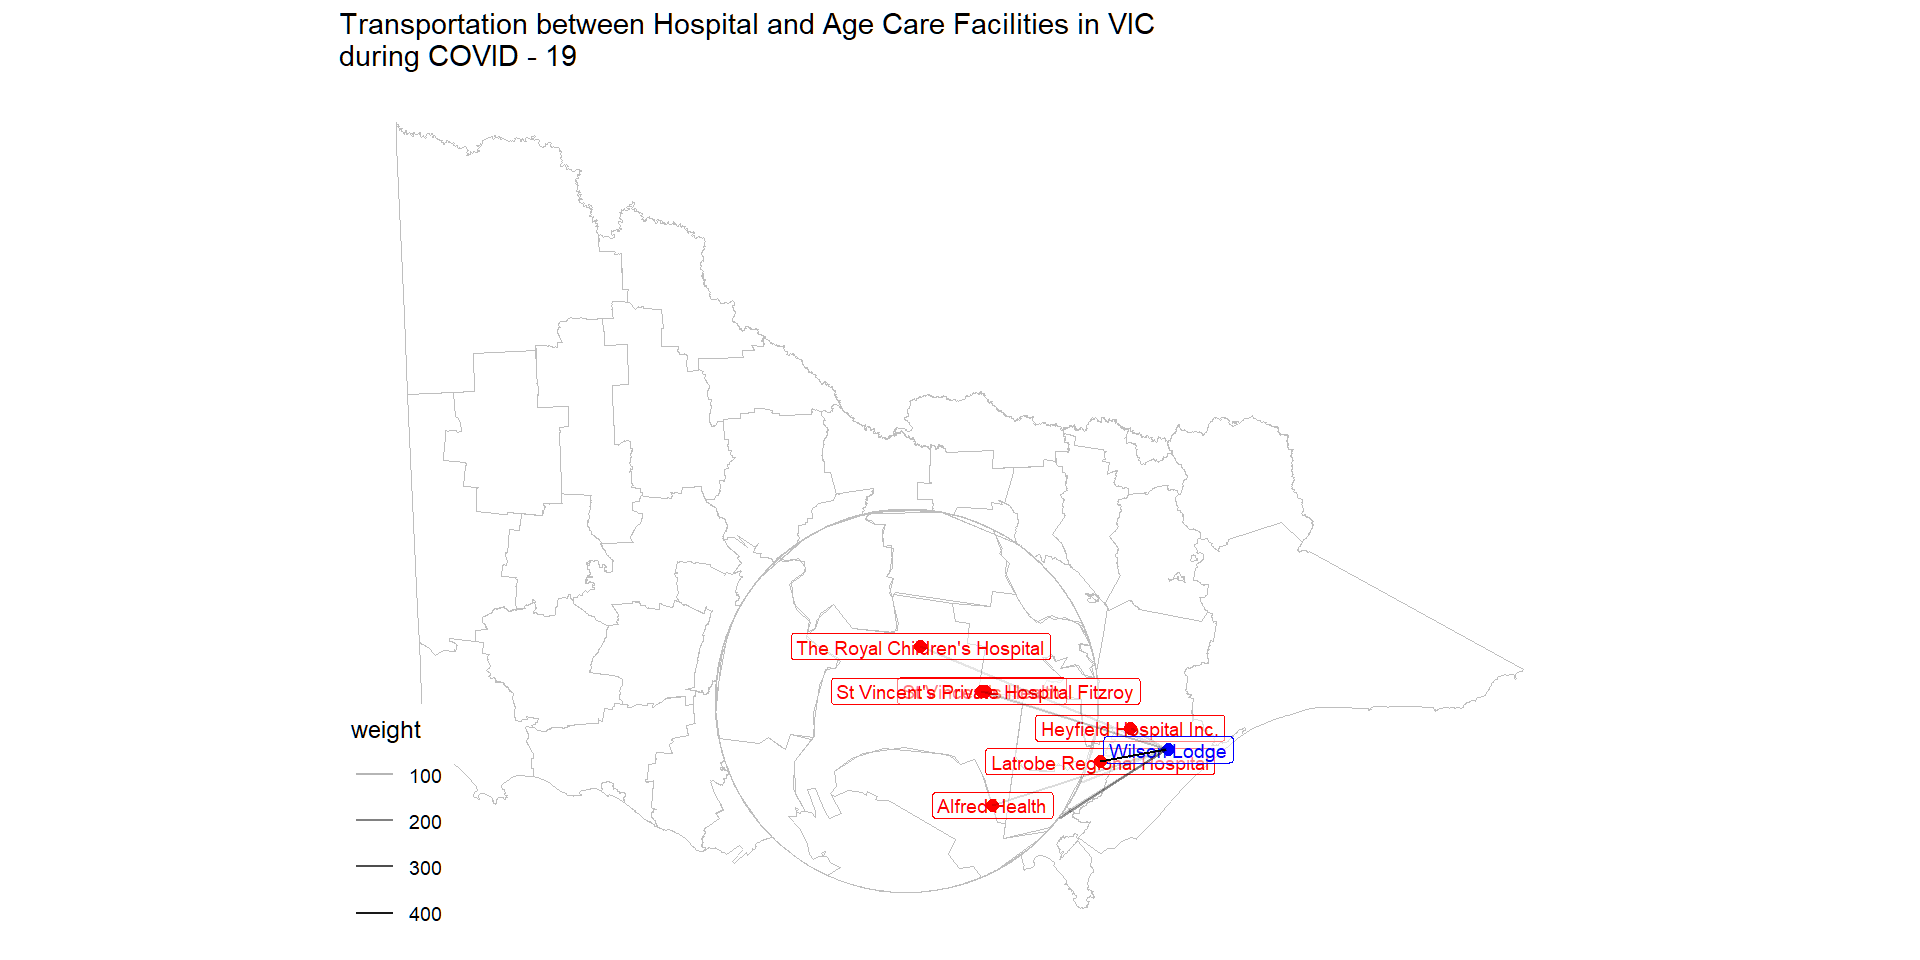 Transportation between Hospital and Age Care Facilities in VIC
during COVID - 19
The Royal Children's Hospital
St Vincent's Private Hospital Fitzroy
Heyfield Hospital Inc.
Wilson Lodge
Latrobe Regional Hospital
Alfred Health
weight
100
200
300
400